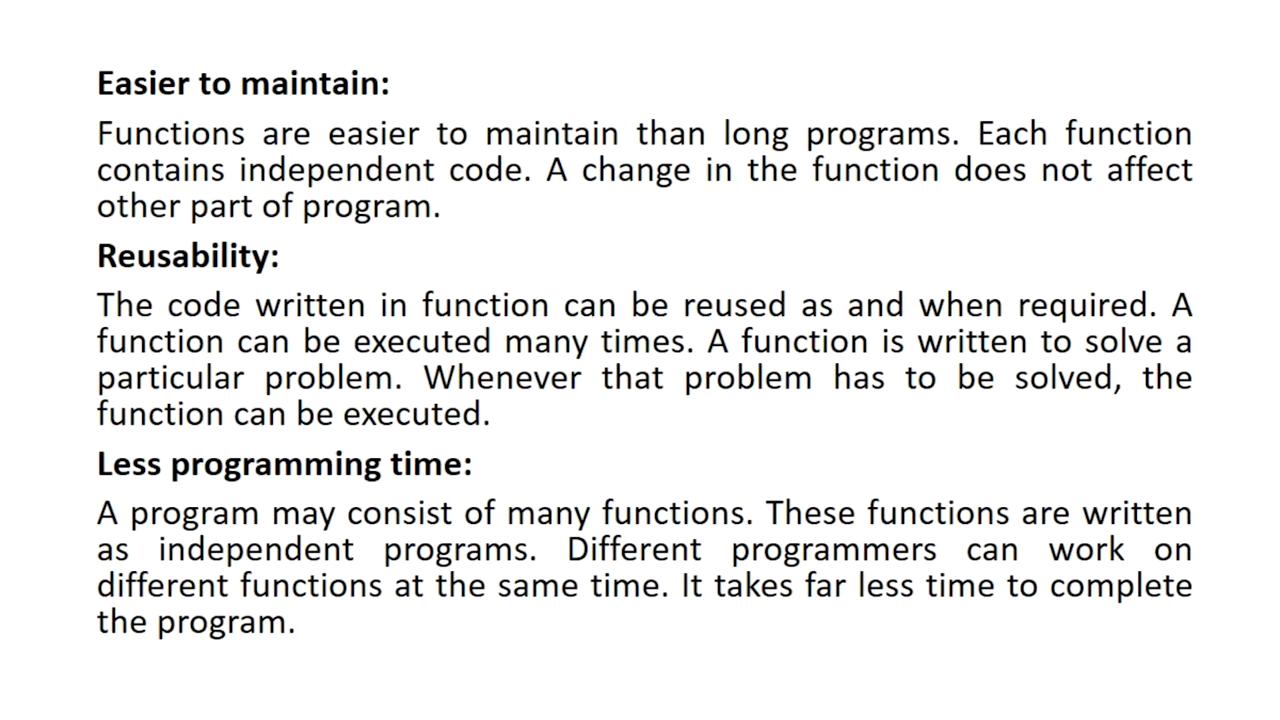 Easier to maintain:
Functions are easier to maintain than long programs. Each function
contains independent code. A change in the function does not affect
other part of program.
Reusability:
The code written in function can be reused as and when required. A
function can be executed many times. A function is written to solve a
particular problem. Whenever that problem has to be solved, the
function can be executed.
Less programming time:
A program may consist of many functions. These functions are written
as independent programs. Different programmers can work on
different functions at the same time. It takes far less time to complete
the program.